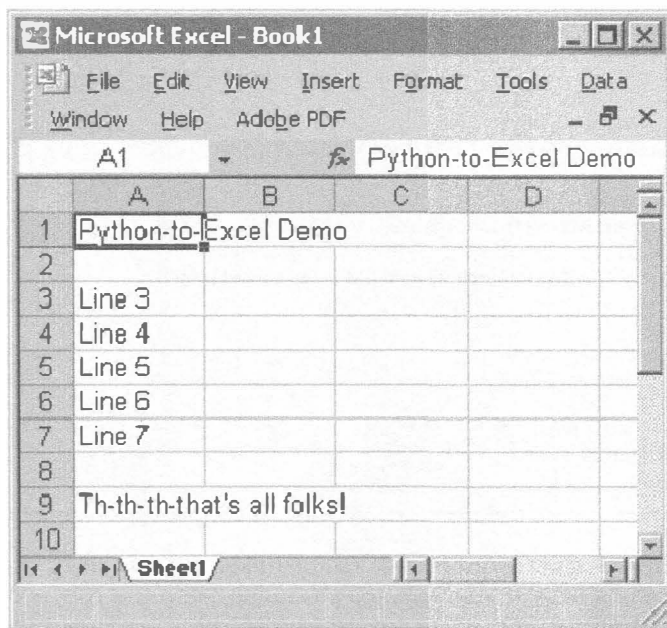 Microsoft Excel - Book1
File Edit View Insert Format Tools Data
Window Help Adobe PDF
A1 fx Python-to-Excel Demo
A B C D
1 Python-to-Excel Demo
2
3 Line 3
4 Line 4
5 Line 5
6 Line 6
7 Line 7
8
9 Th-th-th-that's all folks!
10
Sheet1